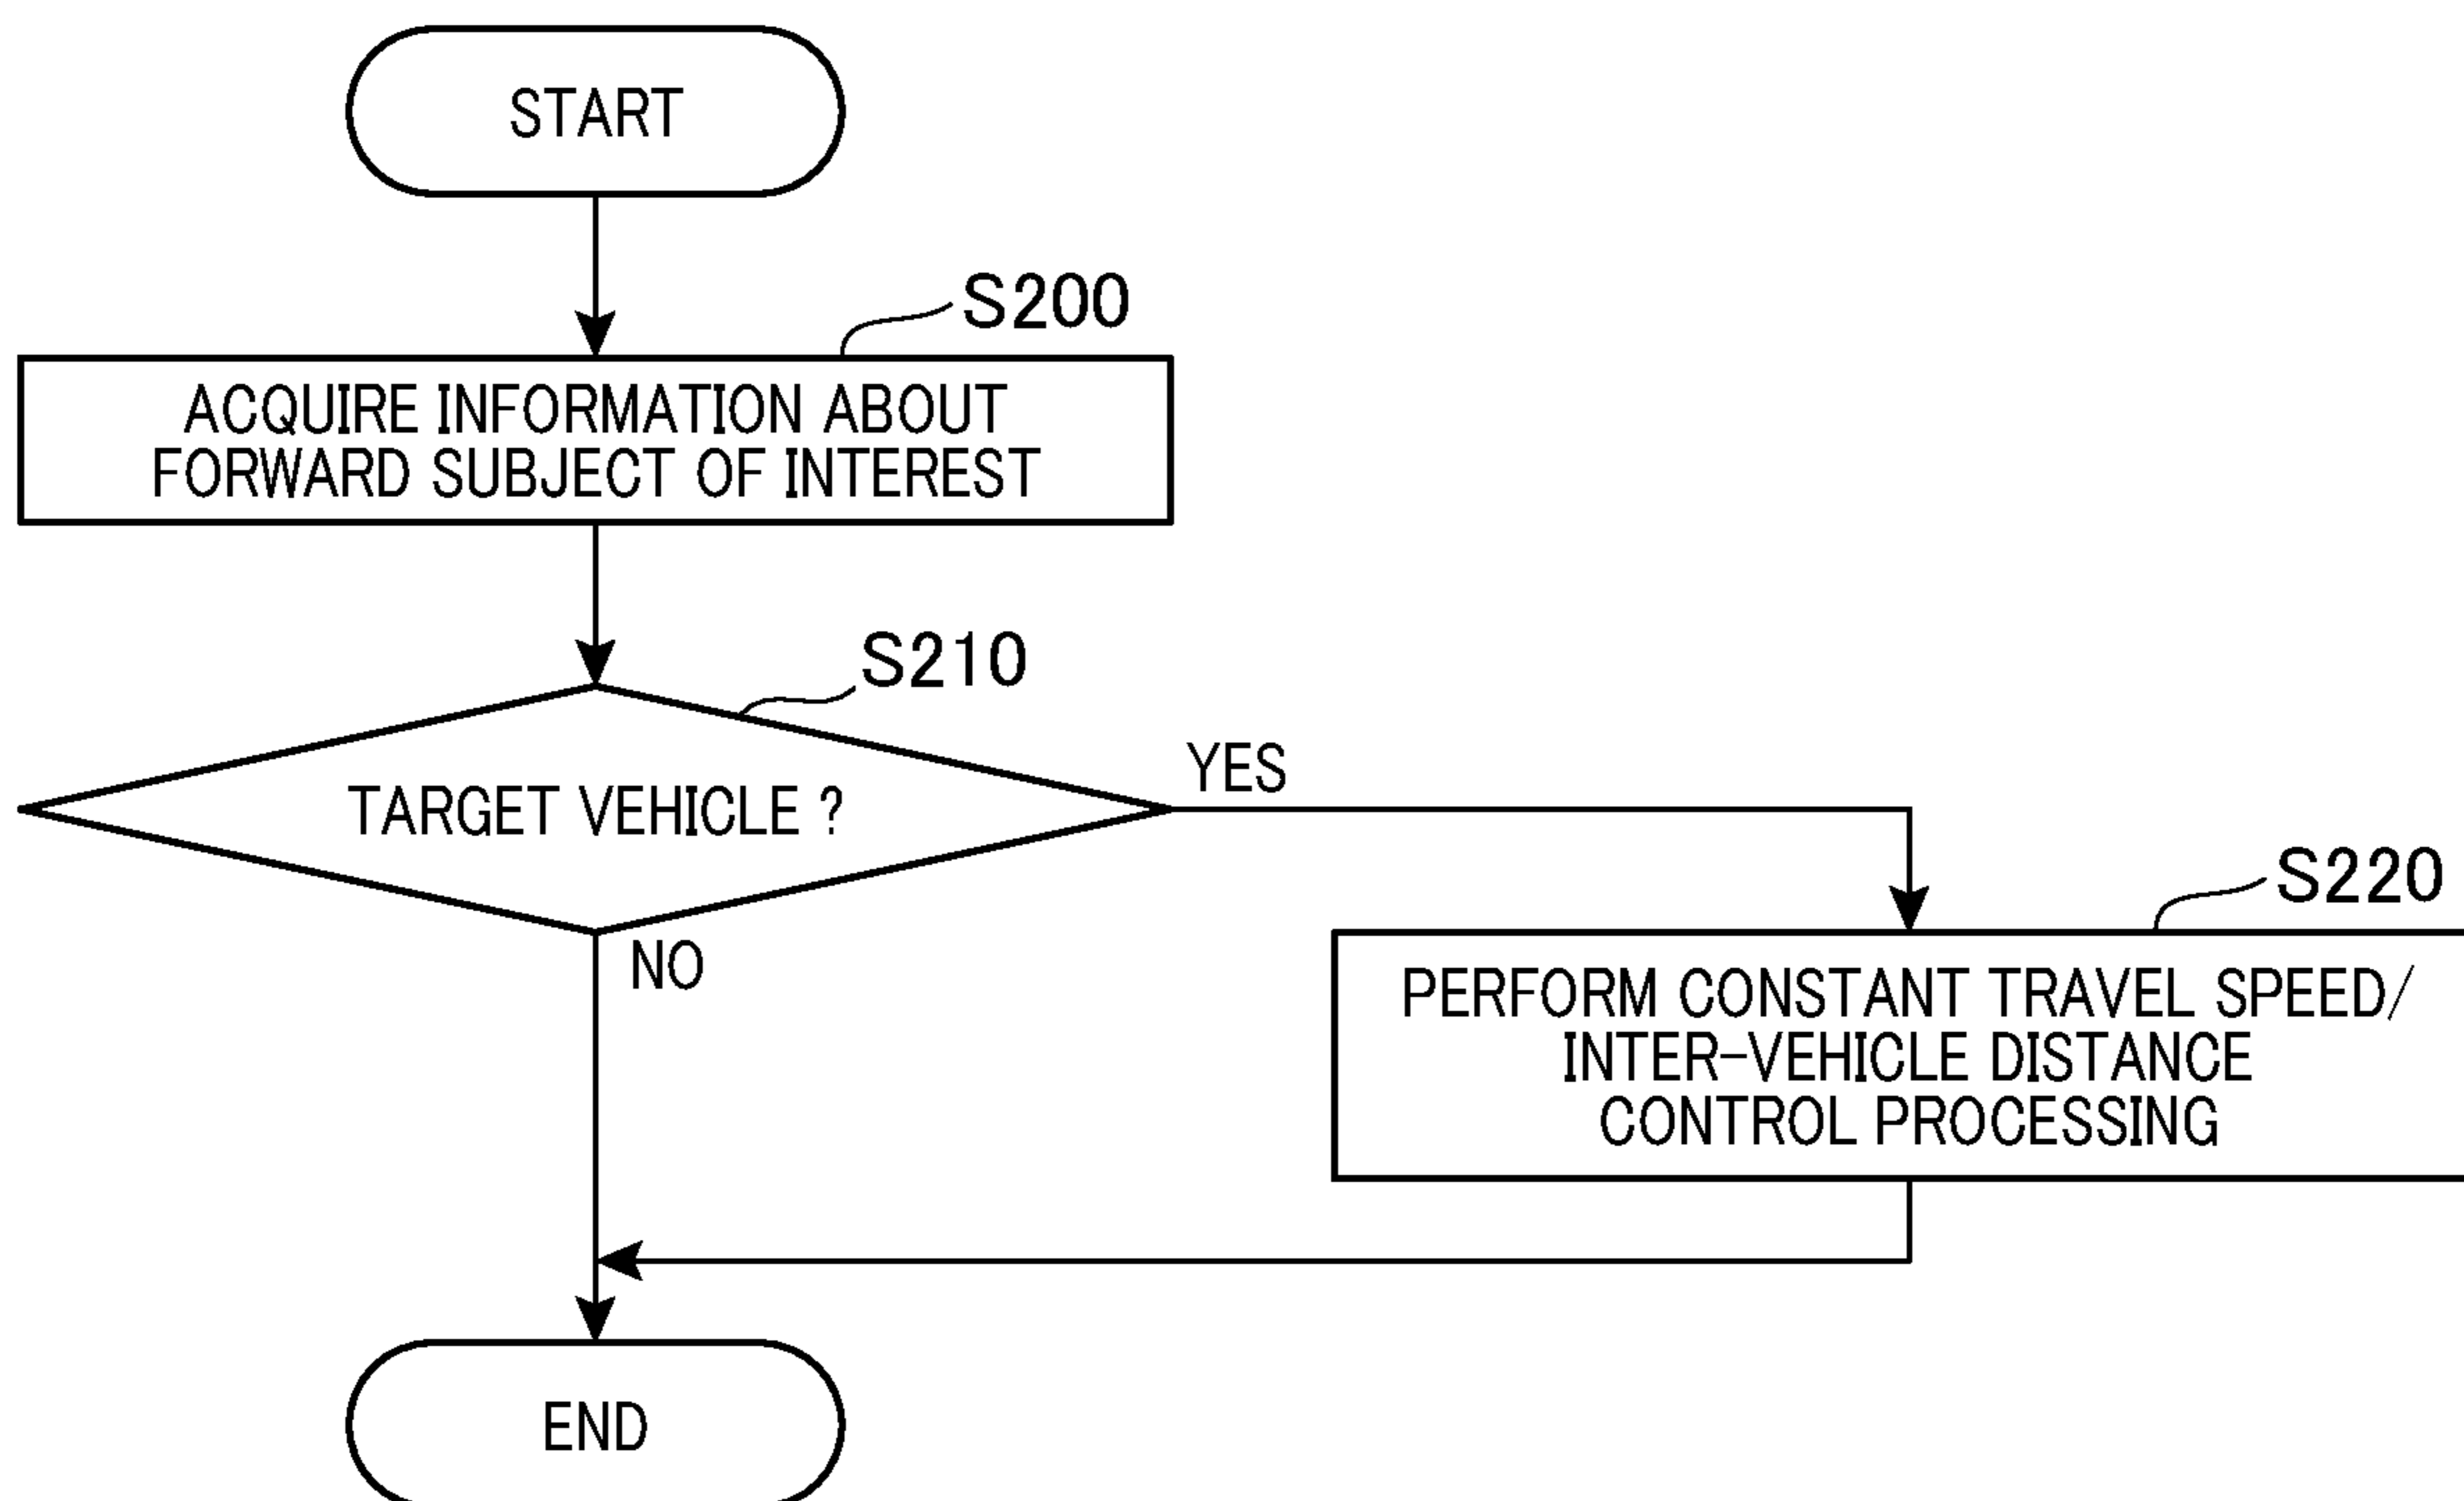 START
S200
ACQUIRE INFORMATION ABOUT
FORWARD SUBJECT OF INTEREST
S210
TARGET VEHICLE ?
YES
NO
S220
PERFORM CONSTANT TRAVEL SPEED/
INTER-VEHICLE DISTANCE
CONTROL PROCESSING
END